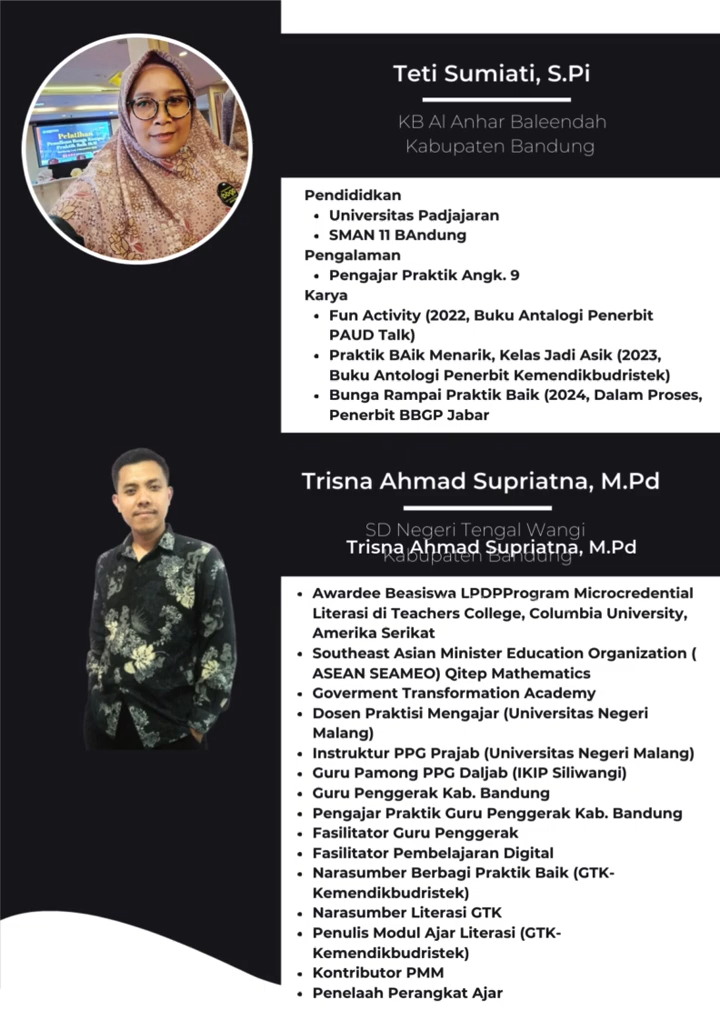 Pelatihan
Teti Sumiati, S.Pi
KB Al Anhar Baleendah
Kabupaten Bandung
Pendididkan
• Universitas Padjajaran
• SMAN 11 BAndung
Pengalaman
• Pengajar Praktik Angk. 9
Karya
• Fun Activity (2022, Buku Antalogi Penerbit
PAUD Talk)
• Praktik BAik Menarik, Kelas Jadi Asik (2023,
Buku Antologi Penerbit Kemendikbudristek)
• Bunga Rampai Praktik Baik (2024, Dalam Proses,
Penerbit BBGP Jabar
Trisna Ahmad Supriatna, M.Pd
SD Negeri Tengal Wangi
Trisna Ahmad Supriatna, M.Pd
Kabupaten Bandung
• Awardee Beasiswa LPDPProgram Microcredential
Literasi di Teachers College, Columbia University,
Amerika Serikat
• Southeast Asian Minister Education Organization (
ASEAN SEAMEO) Qitep Mathematics
• Goverment Transformation Academy
• Dosen Praktisi Mengajar (Universitas Negeri
Malang)
• Instruktur PPG Prajab (Universitas Negeri Malang)
• Guru Pamong PPG Daljab (IKIP Siliwangi)
• Guru Penggerak Kab. Bandung
• Pengajar Praktik Guru Penggerak Kab. Bandung
• Fasilitator Guru Penggerak
• Fasilitator Pembelajaran Digital
• Narasumber Berbagi Praktik Baik (GTK-
Kemendikbudristek)
• Narasumber Literasi GTK
• Penulis Modul Ajar Literasi (GTK-
Kemendikbudristek)
• Kontributor PMM
• Penelaah Perangkat Ajar